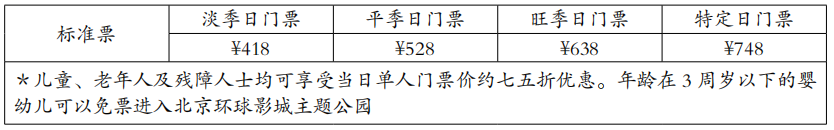 标准票 淡季日门票 平季日门票 旺季日门票 特定日门票
¥418 ¥528 ¥638 ¥748
＊儿童、老年人及残障人士均可享受当日单人门票价约七五折优惠。年龄在 3 周岁以下的婴
幼儿可以免票进入北京环球影城主题公园